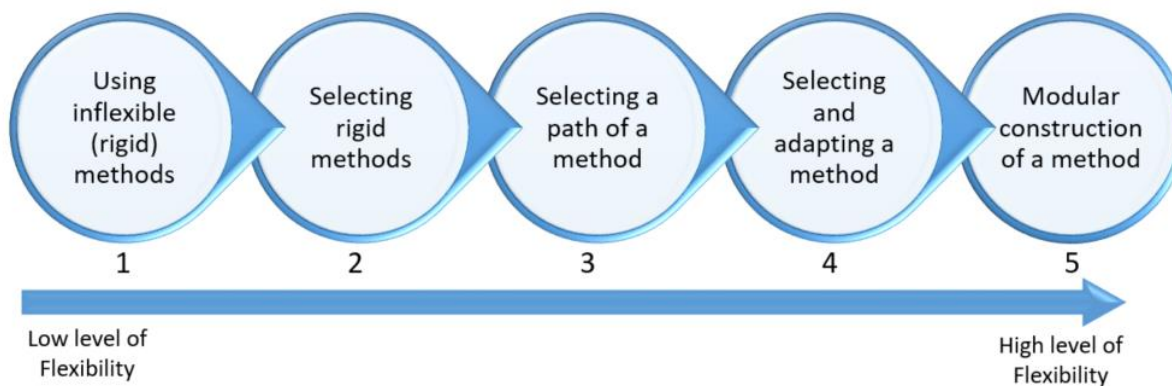 Using
inflexible
(rigid)
methods
Selecting
rigid
methods
Selecting a
path of a
method
Selecting
and
adapting a
method
Modular
construction
of a method
1
2
3
4
5
Low level of
Flexibility
High level of
Flexibility